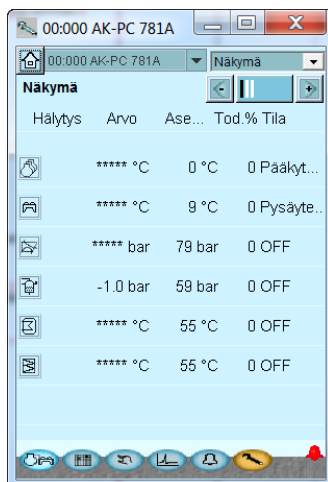 00:000 AK-PC 781A
00:000 AK-PC 781A Näkymä
Näkymä
Hälytys Arvo Ase... Tod.% Tila
***** °C 0 °C 0 Pääkyt...
***** °C 9 °C 0 Pysäyte..
***** bar 79 bar 0 OFF
-1.0 bar 59 bar 0 OFF
***** °C 55 °C 0 OFF
***** °C 55 °C 0 OFF